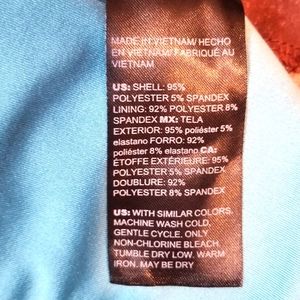 MADE IN VIETNAM/ HECHO
EN VIETNAM/ FABRIQUÉ AU
VIETNAM
US: SHELL: 95%
POLYESTER 5% SPANDEX
LINING: 92% POLYESTER 8%
SPANDEX MX: TELA
EXTERIOR: 95% poliéster 5%
elastano FORRO: 92%
poliéster 8% elastano CA:
ÉTOFFE EXTÉRIEURE: 95%
POLYESTER 5% SPANDEX
DOUBLURE: 92%
POLYESTER 8% SPANDEX
US: WITH SIMILAR COLORS.
MACHINE WASH COLD,
GENTLE CYCLE. ONLY
NON-CHLORINE BLEACH.
TUMBLE DRY LOW. WARM
IRON. MAY BE DRY